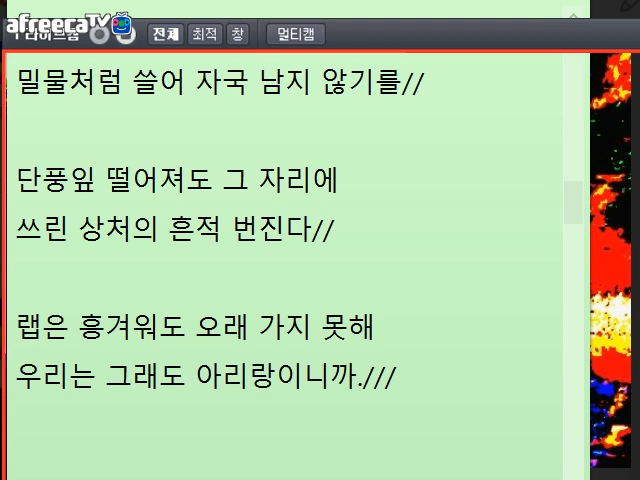 afreecaTV
전체 최적 창 멀티캠
밀물처럼 쓸어 자국 남지 않기를//
단풍잎 떨어져도 그 자리에
쓰린 상처의 흔적 번진다//
랩은 흥겨워도 오래 가지 못해
우리는 그래도 아리랑이니까.///